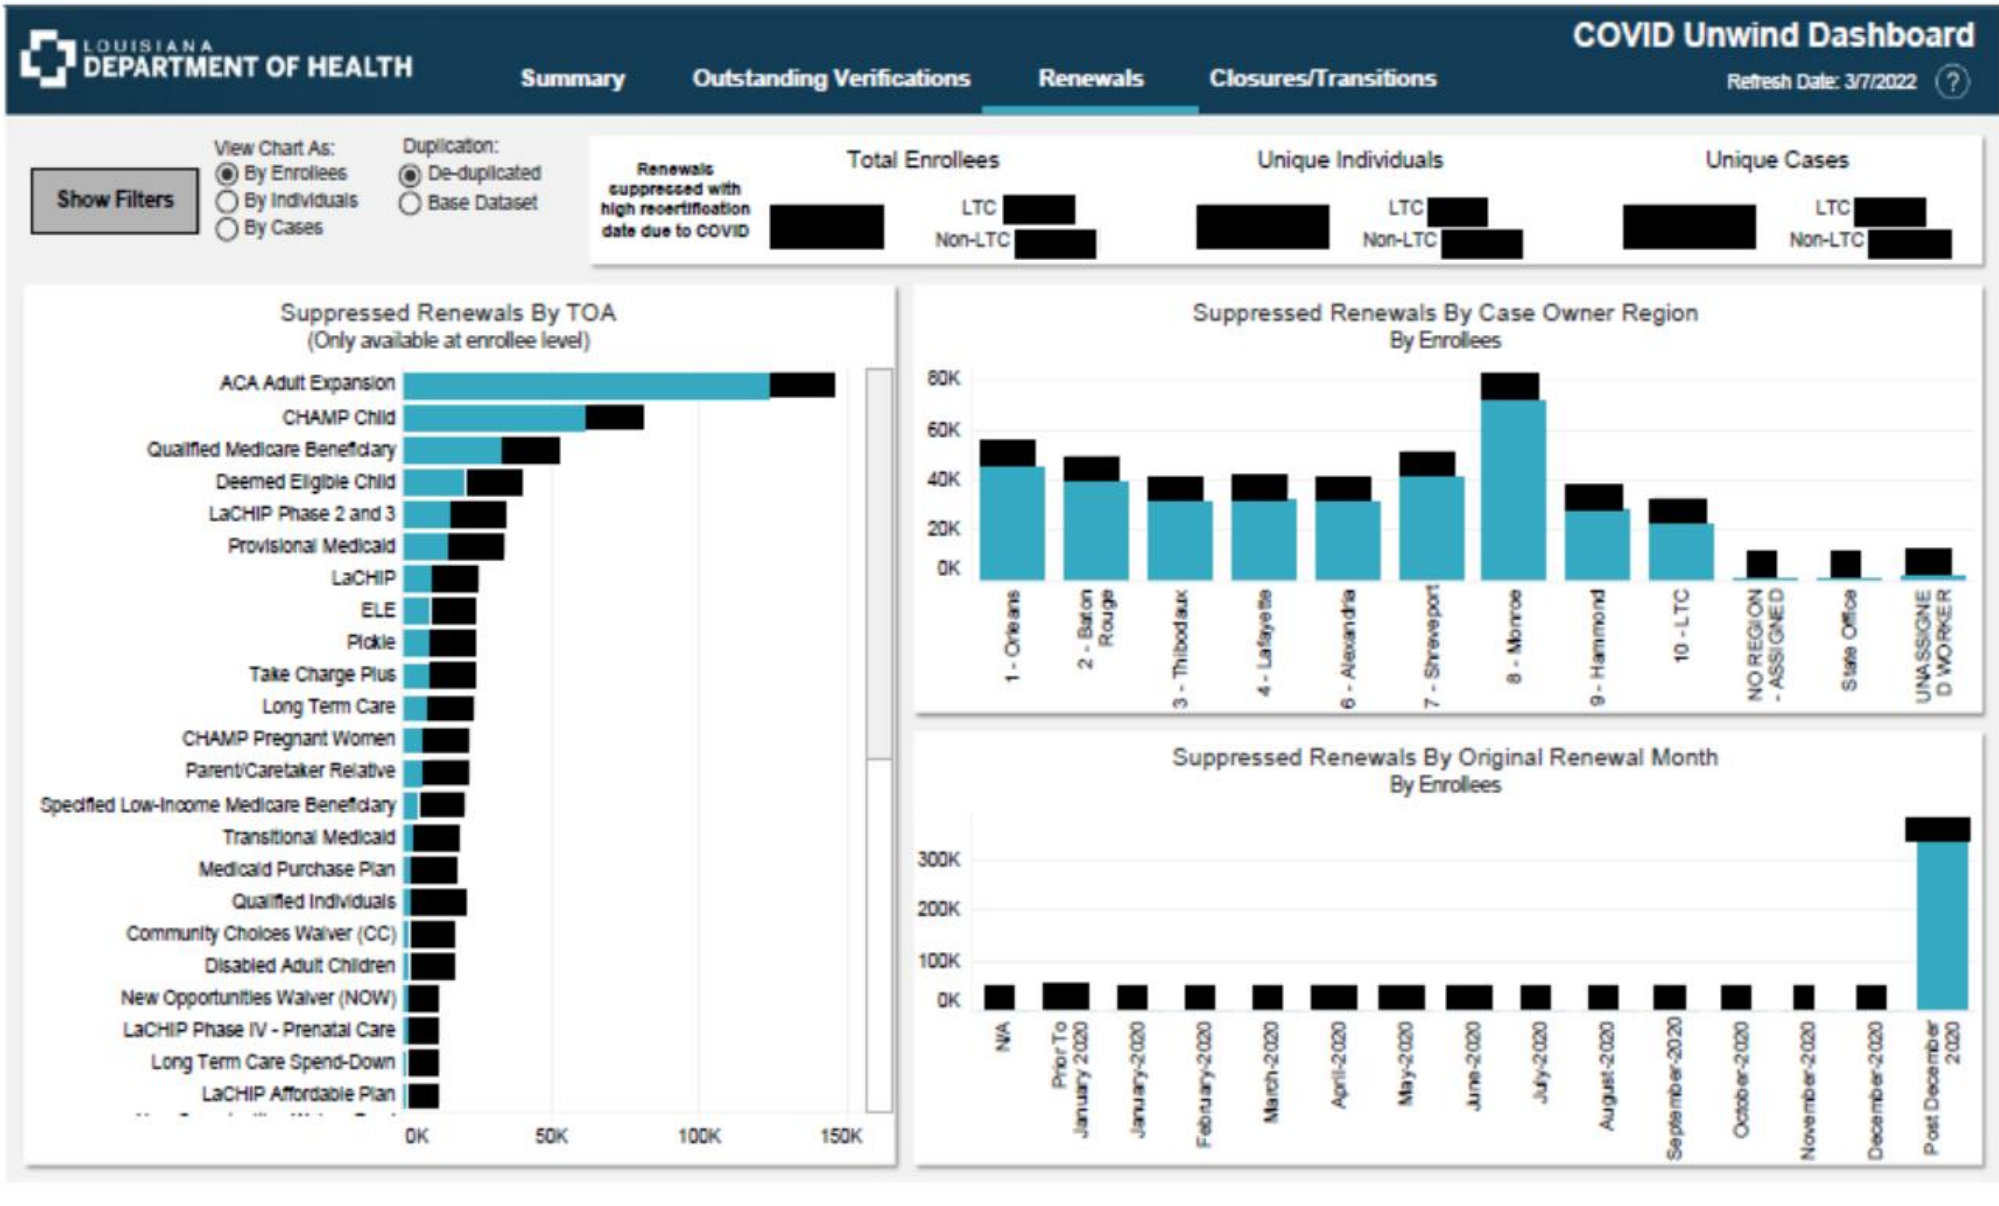 LOUISIANA
DEPARTMENT OF HEALTH
Summary
Outstanding Verifications
Renewals
Closures/Transitions
COVID Unwind Dashboard
Refresh Date: 3/7/2022 ?
Show Filters
View Chart As:
By Enrollees
By Individuals
By Cases
Duplication:
De-duplicated
Base Dataset
Renewals
suppressed with
high recertification
date due to COVID
Total Enrollees
LTC
Non-LTC
Unique Individuals
LTC
Non-LTC
Unique Cases
LTC
Non-LTC
Suppressed Renewals By TOA
(Only available at enrollee level)
ACA Adult Expansion
CHAMP Child
Qualified Medicare Beneficiary
Deemed Eligible Child
LaCHIP Phase 2 and 3
Provisional Medicaid
LaCHIP
ELE
Pickle
Take Charge Plus
Long Term Care
CHAMP Pregnant Women
Parent/Caretaker Relative
Specified Low-Income Medicare Beneficiary
Transitional Medicaid
Medicaid Purchase Plan
Qualified Individuals
Community Choices Waiver (CC)
Disabled Adult Children
New Opportunities Waiver (NOW)
LaCHIP Phase IV - Prenatal Care
Long Term Care Spend-Down
LaCHIP Affordable Plan
0K
50K
100K
150K
Suppressed Renewals By Case Owner Region
By Enrollees
80K
60K
40K
20K
0K
1 - Orleans
2 - Baton
Rouge
3 - Thibodaux
4 - Lafayette
6 - Alexandria
7 - Shreveport
8 - Monroe
9 - Hammond
10 - LTC
NO REGION
- ASSIGNED
State Office
UNASSIGNE
D WORKER
Suppressed Renewals By Original Renewal Month
By Enrollees
300K
200K
100K
0K
N/A
Prior To
January 2020
January-2020
February-2020
March-2020
April-2020
May-2020
June-2020
July-2020
August-2020
September-2020
October-2020
November-2020
December-2020
Post December
2020